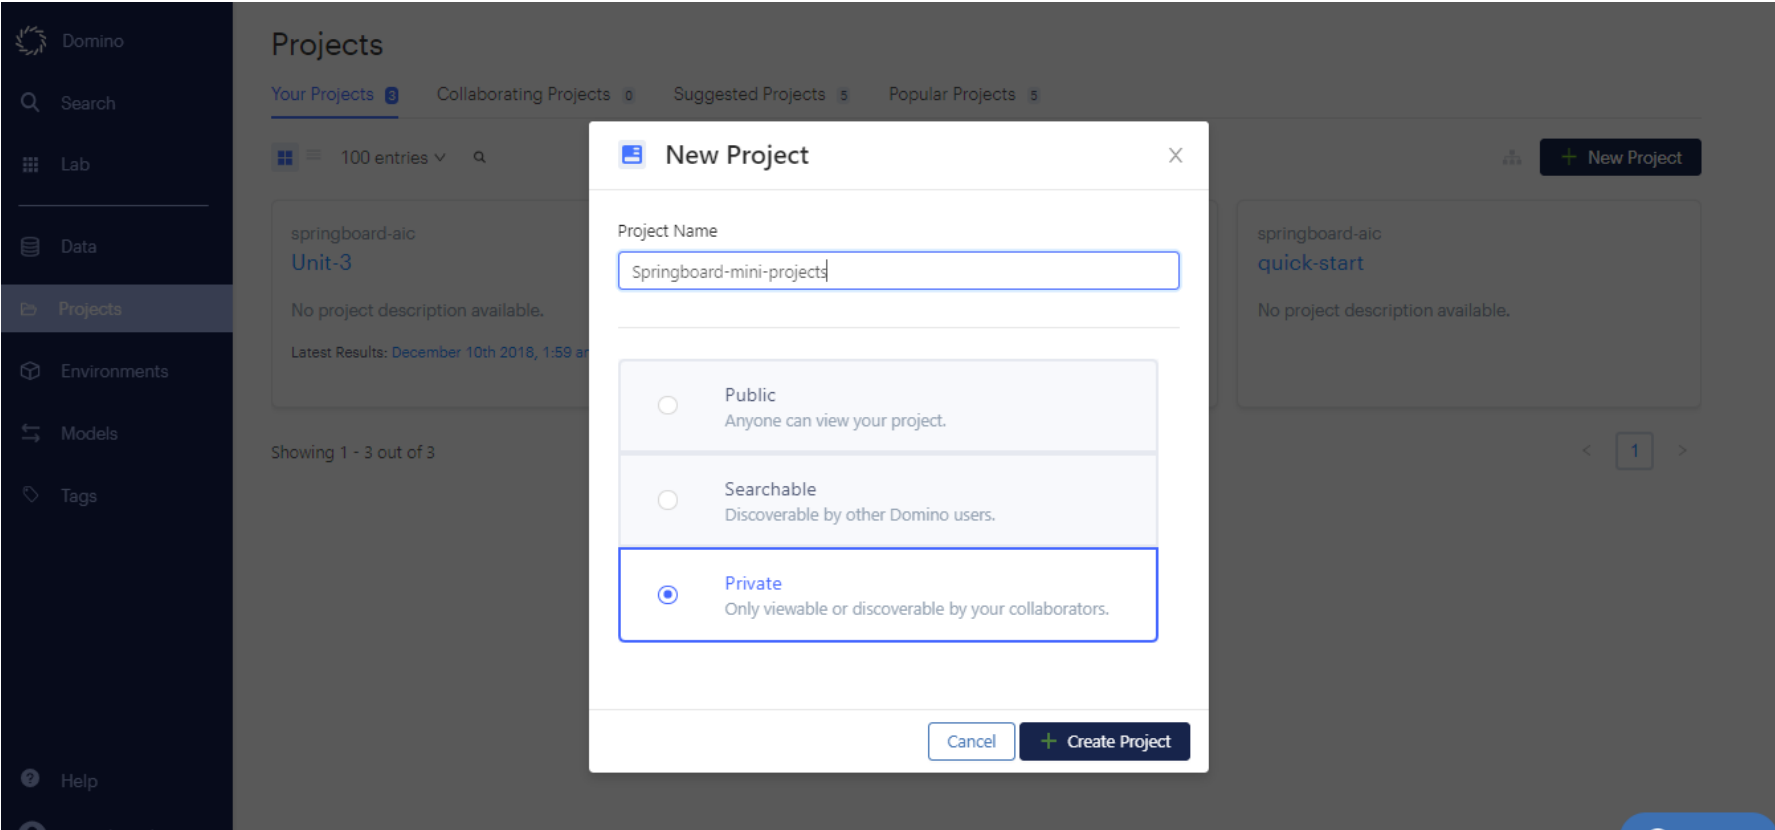 Domino
Search
Lab
Data
Projects
Environments
Models
Tags
Help
Projects
Your Projects 3
Collaborating Projects 0
Suggested Projects 5
Popular Projects 5
100 entries
New Project
springboard-aic
Unit-3
No project description available.
Latest Results: December 10th 2018, 1:59
springboard-aic
quick-start
No project description available.
Showing 1 - 3 out of 3
< 1 >
New Project
Project Name
Springboard-mini-projects
Public
Anyone can view your project.
Searchable
Discoverable by other Domino users.
Private
Only viewable or discoverable by your collaborators.
Cancel
+ Create Project